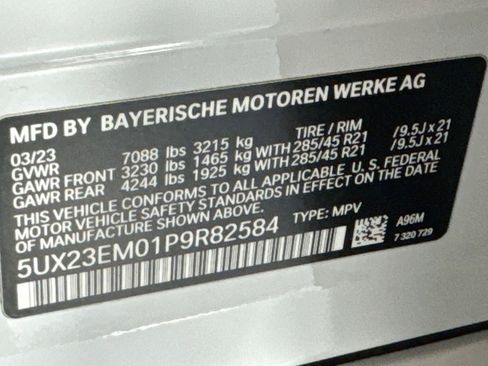 MFD BY BAYERISCHE MOTOREN WERKE AG
03/23 TIRE / RIM
GVWR 7088 lbs 3215 kg
GAWR FRONT 3230 lbs 1465 kg WITH 285/45 R21 /9.5J x 21
GAWR REAR 4244 lbs 1925 kg WITH 285/45 R21 /9.5J x 21
THIS VEHICLE CONFORMS TO ALL APPLICABLE U. S. FEDERAL
MOTOR VEHICLE SAFETY STANDARDS IN EFFECT ON THE
DATE OF MANUFACTURE SHOWN ABOVE.
5UX23EM01P9R82584 TYPE: MPV A96M
7 320 729